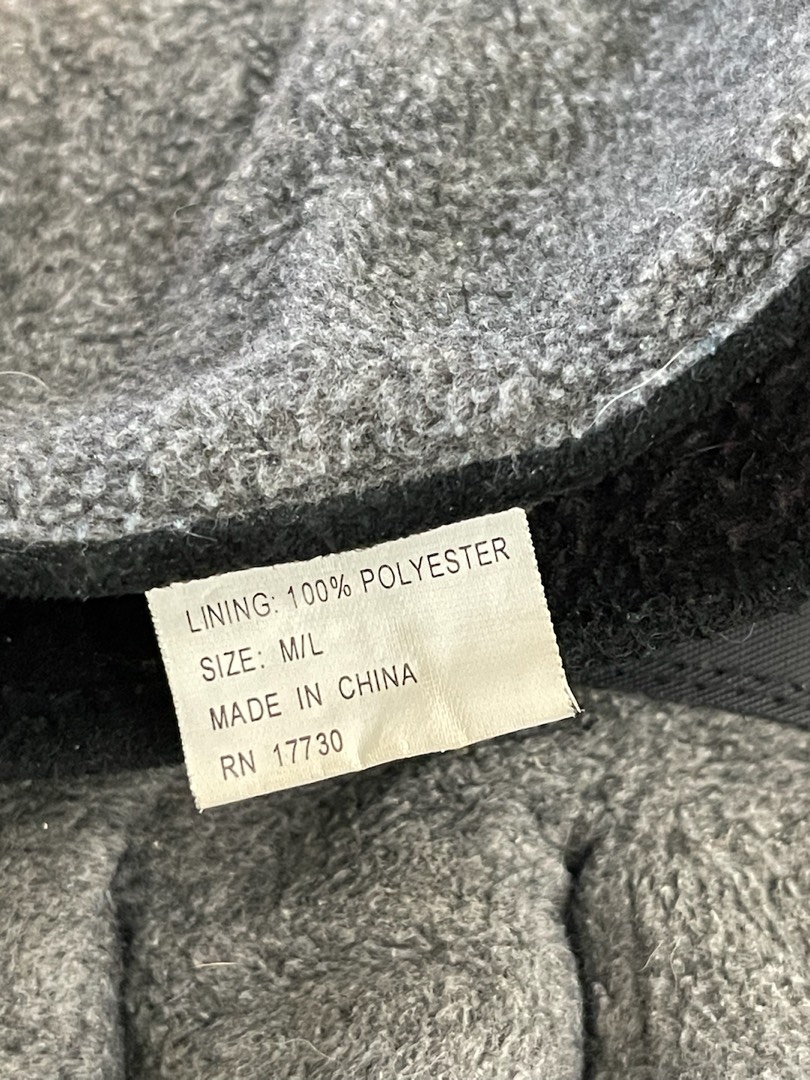 LINING: 100% POLYESTER
SIZE: M/L
MADE IN CHINA
RN 17730